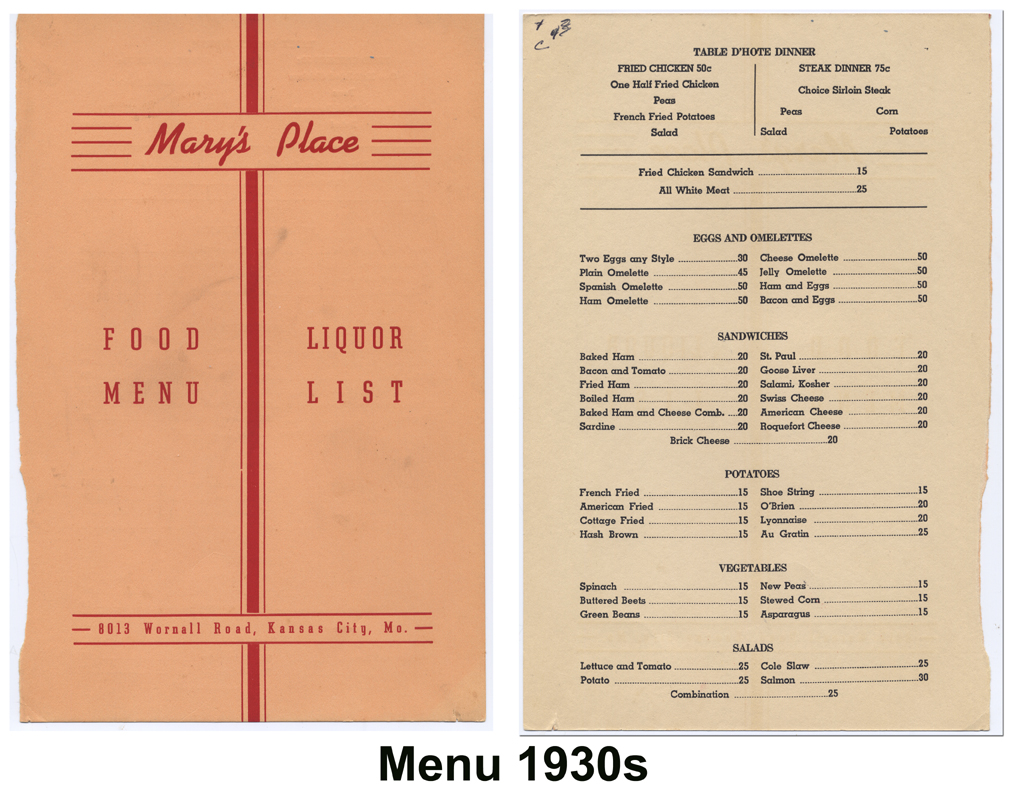 Mary's Place
FOOD LIQUOR
MENU LIST
8013 Wornall Road, Kansas City, Mo.
TABLE D'HOTE DINNER
FRIED CHICKEN 50c
One Half Fried Chicken
Peas
French Fried Potatoes
Salad
STEAK DINNER 75c
Choice Sirloin Steak
Peas Corn
Salad Potatoes
Fried Chicken Sandwich 15
All White Meat 25
EGGS AND OMELETTES
Two Eggs any Style 30 Cheese Omelette 50
Plain Omelette 45 Jelly Omelette 50
Spanish Omelette 50 Ham and Eggs 50
Ham Omelette 50 Bacon and Eggs 50
SANDWICHES
Baked Ham 20 St. Paul 20
Bacon and Tomato 20 Goose Liver 20
Fried Ham 20 Salami, Kosher 20
Boiled Ham 20 Swiss Cheese 20
Baked Ham and Cheese Comb. 20 American Cheese 20
Sardine 20 Roquefort Cheese 20
Brick Cheese 20
POTATOES
French Fried 15 Shoe String 15
American Fried 15 O'Brien 20
Cottage Fried 15 Lyonnaise 20
Hash Brown 15 Au Gratin 25
VEGETABLES
Spinach 15 New Peas 15
Buttered Beets 15 Stewed Corn 15
Green Beans 15 Asparagus 15
SALADS
Lettuce and Tomato 25 Cole Slaw 25
Potato 25 Salmon 30
Combination 25
Menu 1930s